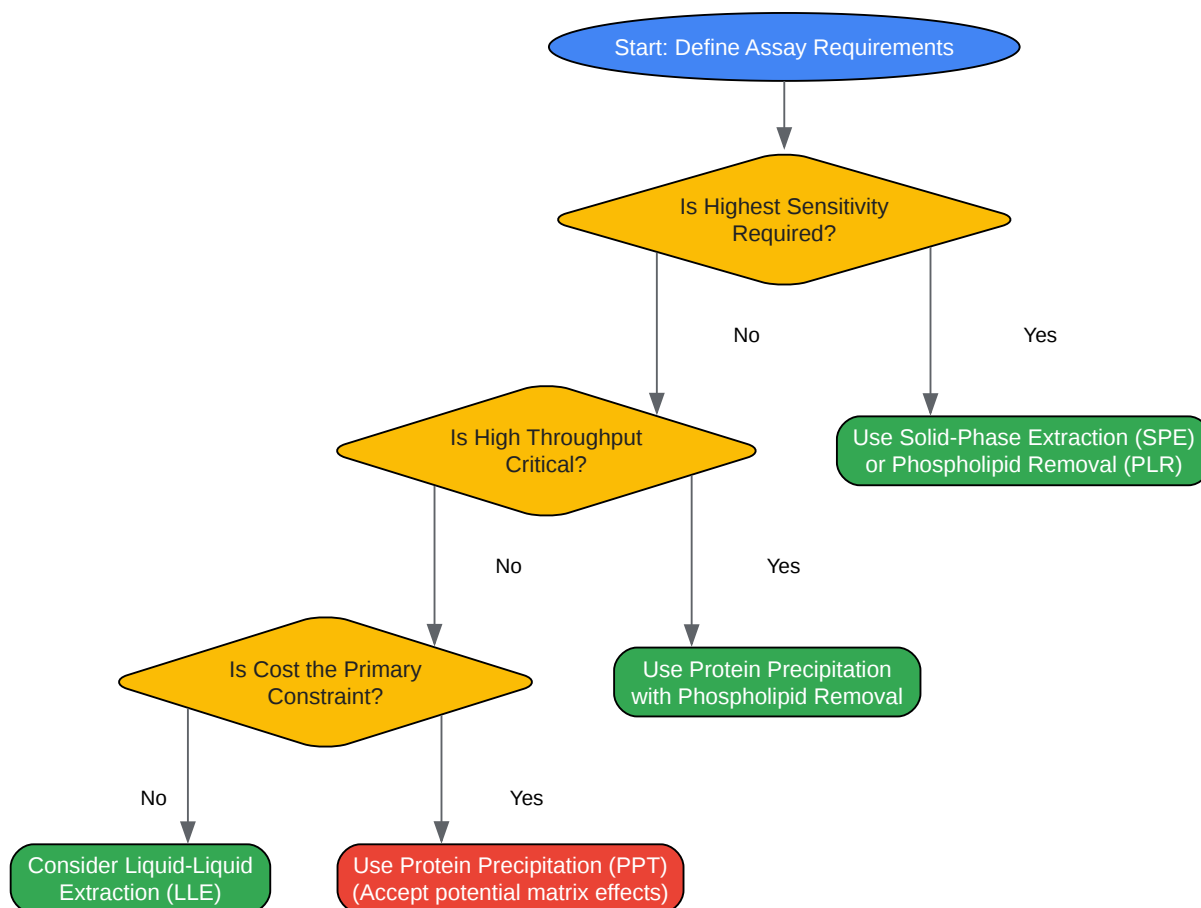 Start: Define Assay Requirements
Is Highest Sensitivity
Required?
No
Yes
Is High Throughput
Critical?
Use Solid-Phase Extraction (SPE)
or Phospholipid Removal (PLR)
No
Yes
Is Cost the Primary
Constraint?
Use Protein Precipitation
with Phospholipid Removal
No
Yes
Consider Liquid-Liquid
Extraction (LLE)
Use Protein Precipitation (PPT)
(Accept potential matrix effects)